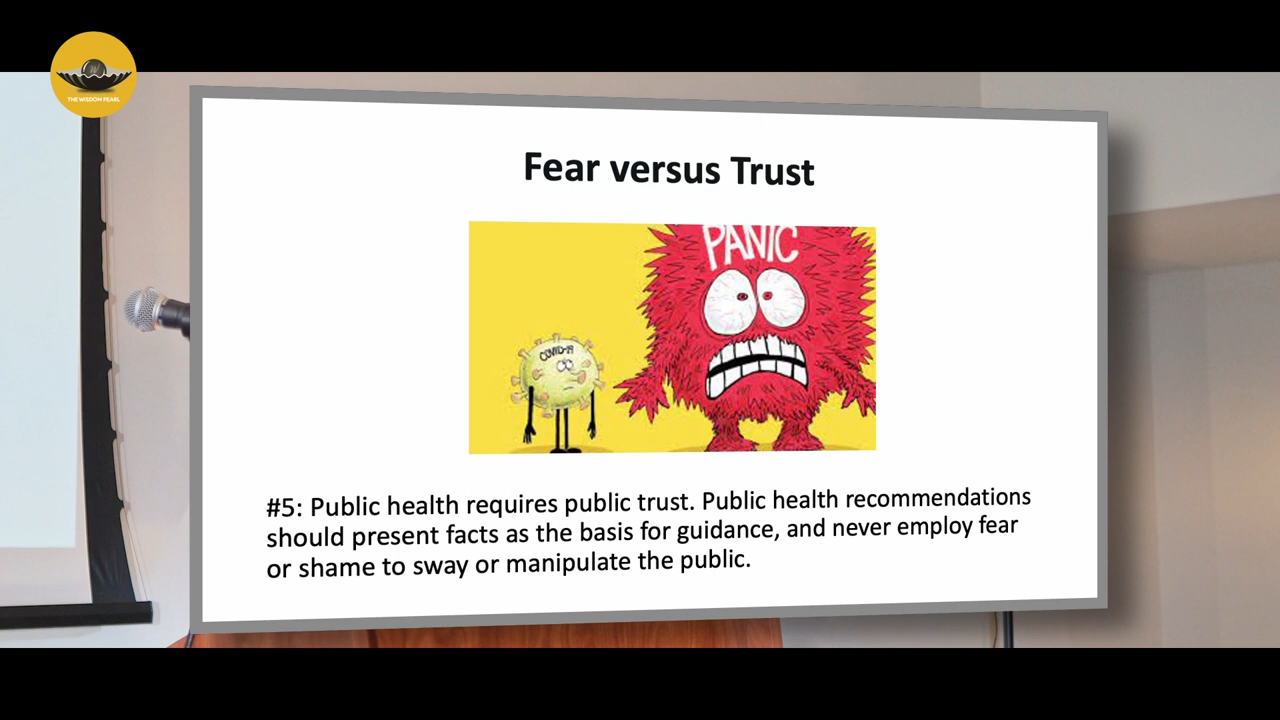 THE WISDOM PEARL
Fear versus Trust
PANIC
COVID-19
#5: Public health requires public trust. Public health recommendations
should present facts as the basis for guidance, and never employ fear
or shame to sway or manipulate the public.